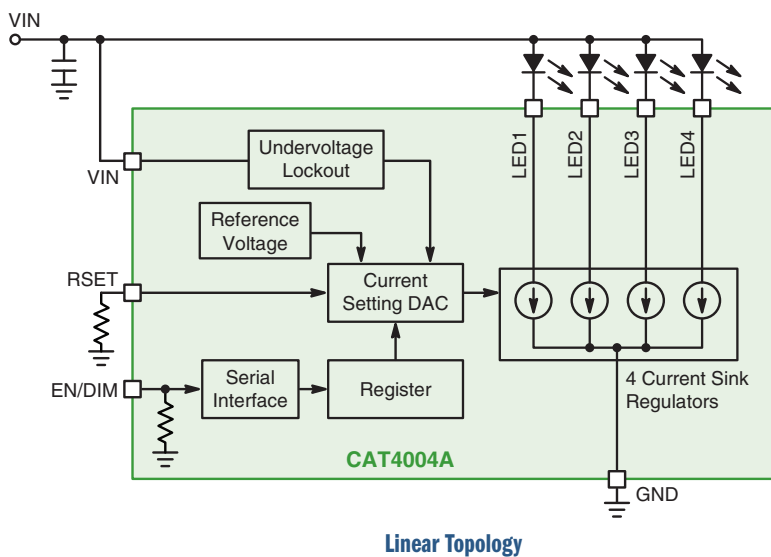 VIN
LED1
LED2
LED3
LED4
VIN
Undervoltage
Lockout
Reference
Voltage
RSET
Current
Setting DAC
EN/DIM
Serial
Interface
Register
4 Current Sink
Regulators
CAT4004A
GND
Linear Topology